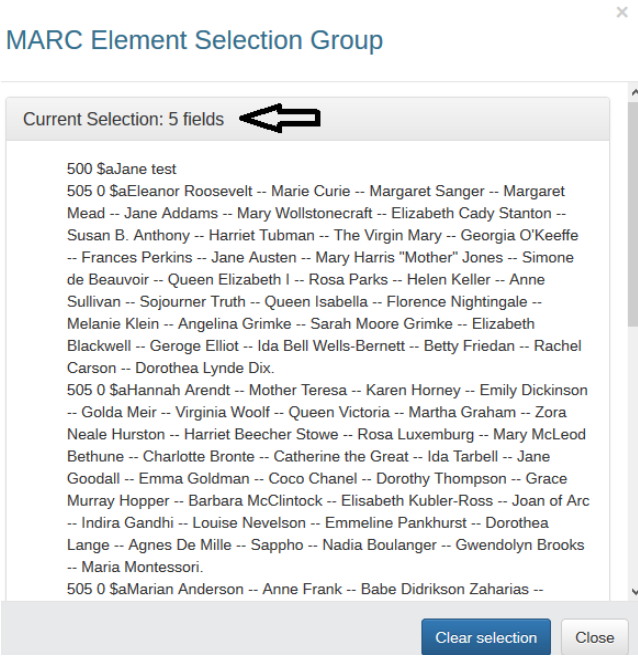 ×
MARC Element Selection Group
Current Selection: 5 fields
500 $aJane test
505 0 $aEleanor Roosevelt -- Marie Curie -- Margaret Sanger -- Margaret
Mead -- Jane Addams -- Mary Wollstonecraft -- Elizabeth Cady Stanton --
Susan B. Anthony -- Harriet Tubman -- The Virgin Mary -- Georgia O'Keeffe
-- Frances Perkins -- Jane Austen -- Mary Harris "Mother" Jones -- Simone
de Beauvoir -- Queen Elizabeth I -- Rosa Parks -- Helen Keller -- Anne
Sullivan -- Sojourner Truth -- Queen Isabella -- Florence Nightingale --
Melanie Klein -- Angelina Grimke -- Sarah Moore Grimke -- Elizabeth
Blackwell -- Geroge Elliot -- Ida Bell Wells-Bernett -- Betty Friedan -- Rachel
Carson -- Dorothea Lynde Dix.
505 0 $aHannah Arendt -- Mother Teresa -- Karen Horney -- Emily Dickinson
-- Golda Meir -- Virginia Woolf -- Queen Victoria -- Martha Graham -- Zora
Neale Hurston -- Harriet Beecher Stowe -- Rosa Luxemburg -- Mary McLeod
Bethune -- Charlotte Bronte -- Catherine the Great -- Ida Tarbell -- Jane
Goodall -- Emma Goldman -- Coco Chanel -- Dorothy Thompson -- Grace
Murray Hopper -- Barbara McClintock -- Elisabeth Kubler-Ross -- Joan of Arc
-- Indira Gandhi -- Louise Nevelson -- Emmeline Pankhurst -- Dorothea
Lange -- Agnes De Mille -- Sappho -- Nadia Boulanger -- Gwendolyn Brooks
-- Maria Montessori.
505 0 $aMarian Anderson -- Anne Frank -- Babe Didrikson Zaharias --
Clear selection
Close